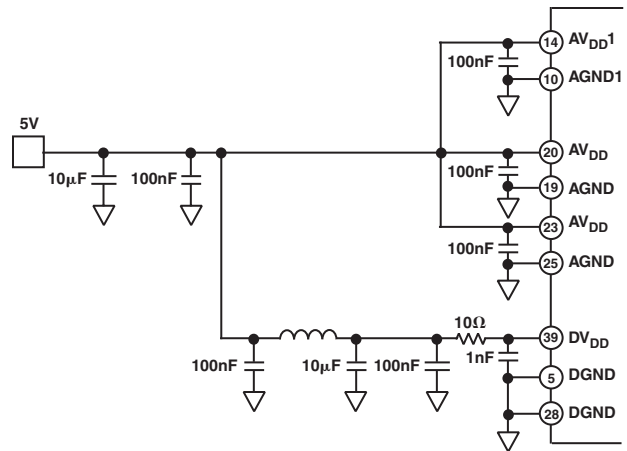 14 AVDD1
100nF
10 AGND1
5V
10μF
100nF
20 AVDD
100nF
19 AGND
23 AVDD
100nF
25 AGND
10Ω
39 DVDD
100nF
10μF
100nF
1nF
5 DGND
28 DGND